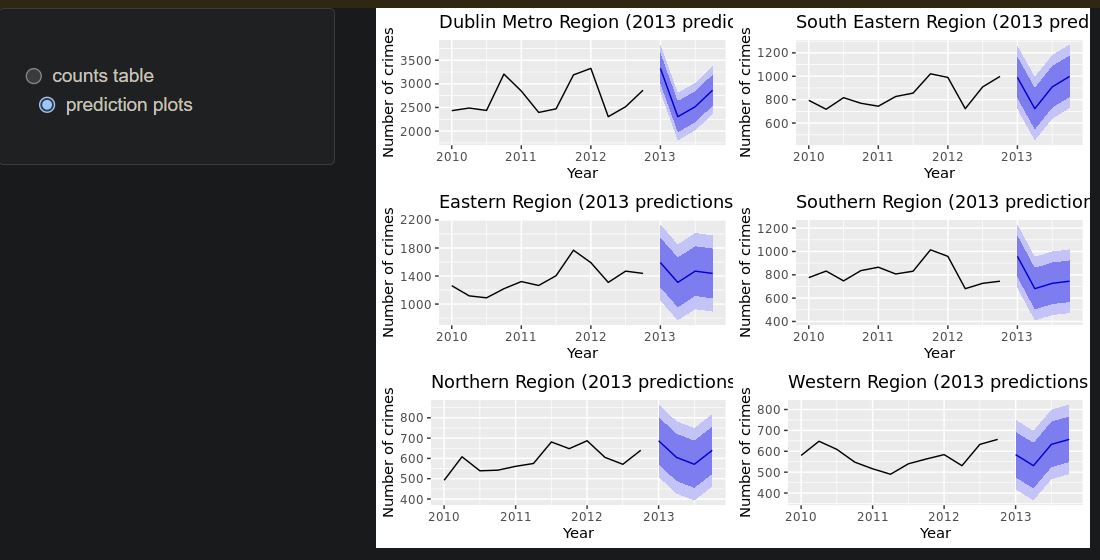 counts table
prediction plots
Dublin Metro Region (2013 predic
Number of crimes
3500
3000
2500
2000
2010
2011
2012
2013
Year
South Eastern Region (2013 pred
Number of crimes
1200
1000
800
600
2010
2011
2012
2013
Year
Eastern Region (2013 predictions
Number of crimes
2200
1800
1400
1000
2010
2011
2012
2013
Year
Southern Region (2013 prediction
Number of crimes
1200
1000
800
600
400
2010
2011
2012
2013
Year
Northern Region (2013 predictions
Number of crimes
800
700
600
500
400
2010
2011
2012
2013
Year
Western Region (2013 predictions
Number of crimes
800
700
600
500
400
2010
2011
2012
2013
Year